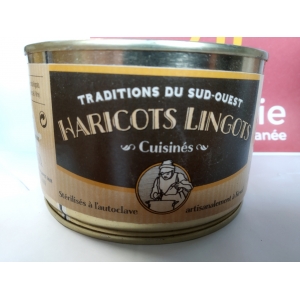 TRADITIONS DU SUD-OUEST
HARICOTS LINGOTS
Cuisinés
Stérilisés à l'autoclave
artisanalement à
ie
anée